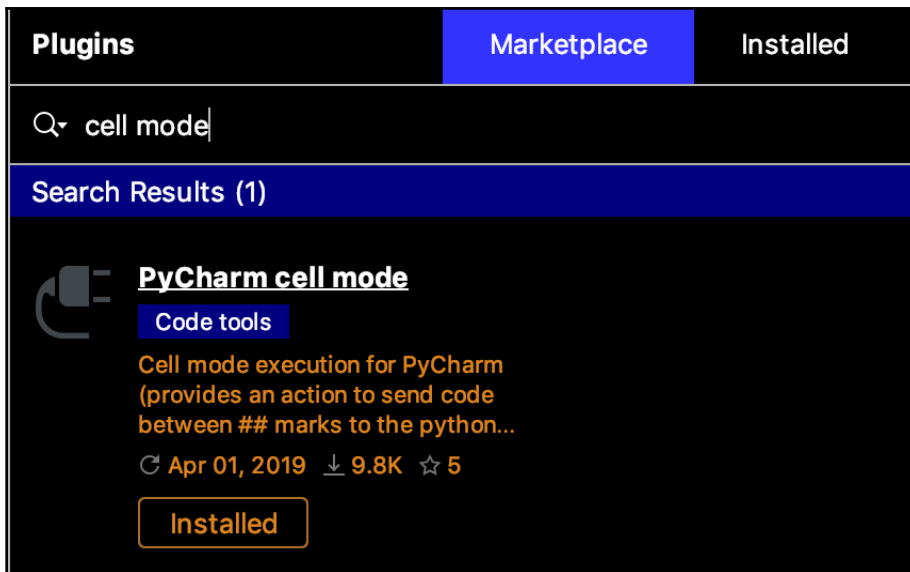 Plugins Marketplace Installed
cell mode
Search Results (1)
PyCharm cell mode
Code tools
Cell mode execution for PyCharm
(provides an action to send code
between ## marks to the python...
Apr 01, 2019 9.8K 5
Installed